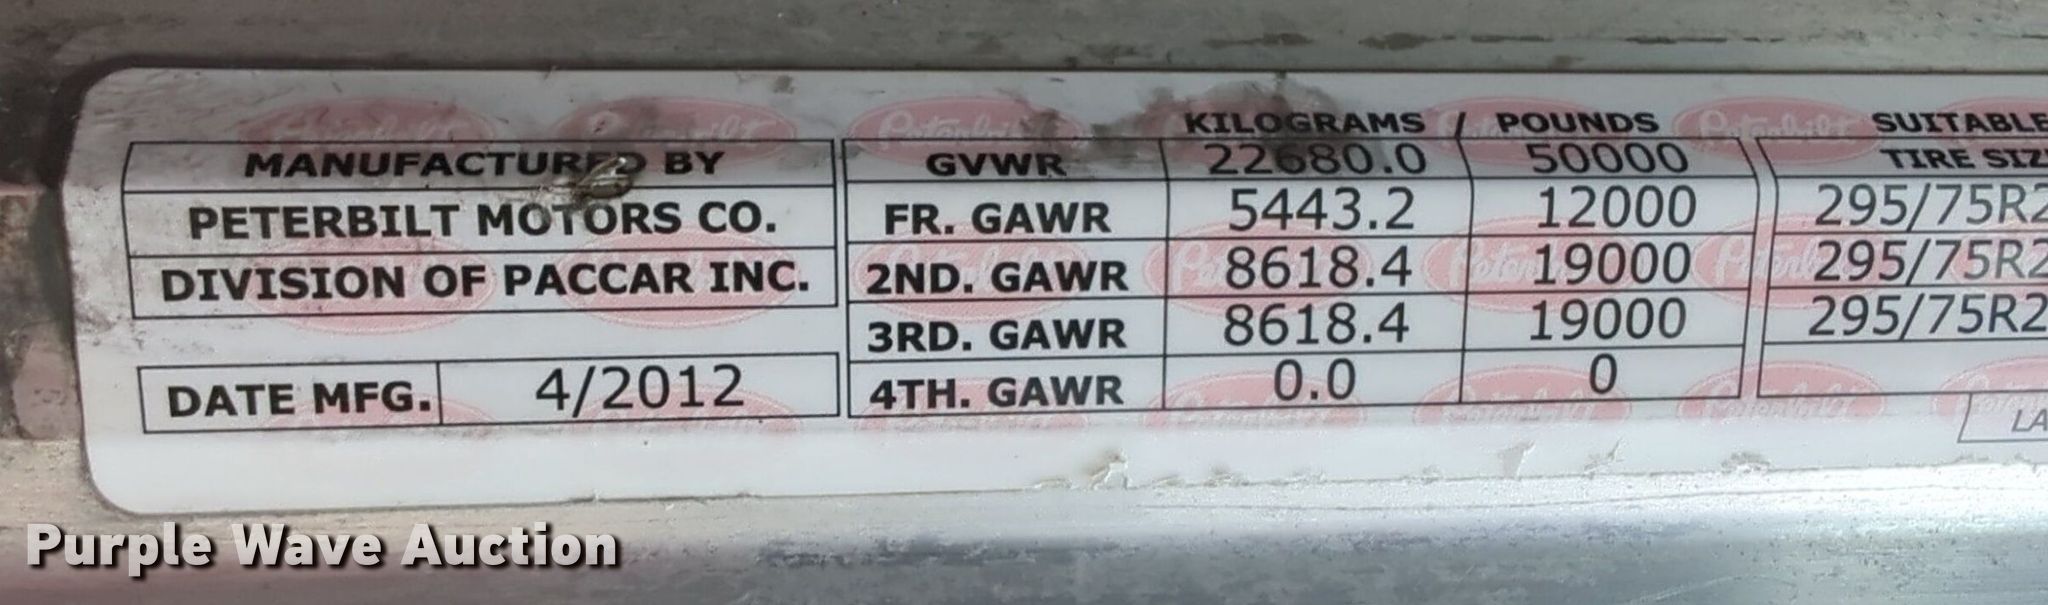 KILOGRAMS / POUNDS SUITABLE
MANUFACTURED BY GVWR 22680.0 50000 TIRE SIZ
PETERBILT MOTORS CO. FR. GAWR 5443.2 12000 295/75R2
DIVISION OF PACCAR INC. 2ND. GAWR 8618.4 19000 295/75R2
3RD. GAWR 8618.4 19000 295/75R2
DATE MFG. 4/2012 4TH. GAWR 0.0 0
LA
Purple Wave Auction